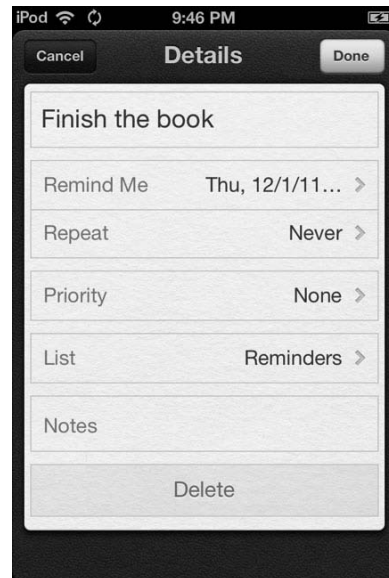 iPod 9:46 PM
Cancel Details Done
Finish the book
Remind Me Thu, 12/1/11...
Repeat Never
Priority None
List Reminders
Notes
Delete